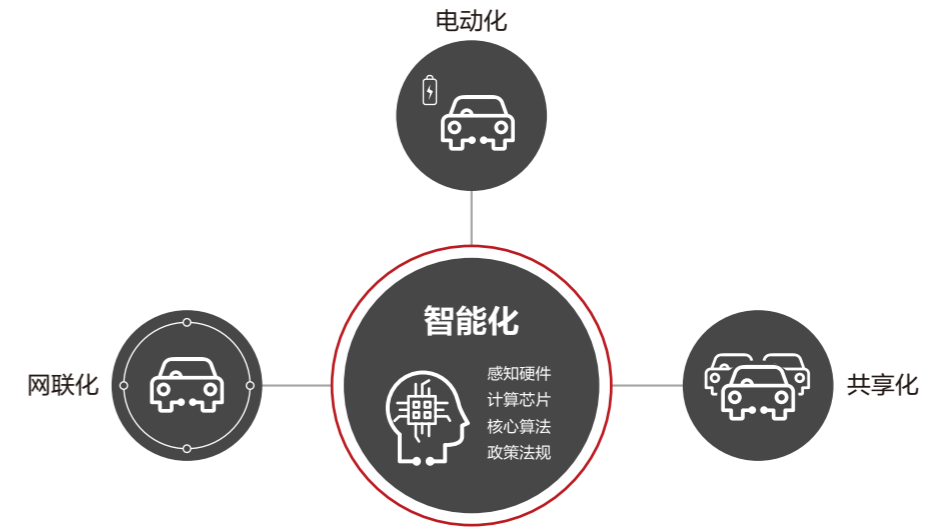 电动化
智能化
感知硬件
计算芯片
核心算法
政策法规
网联化
共享化